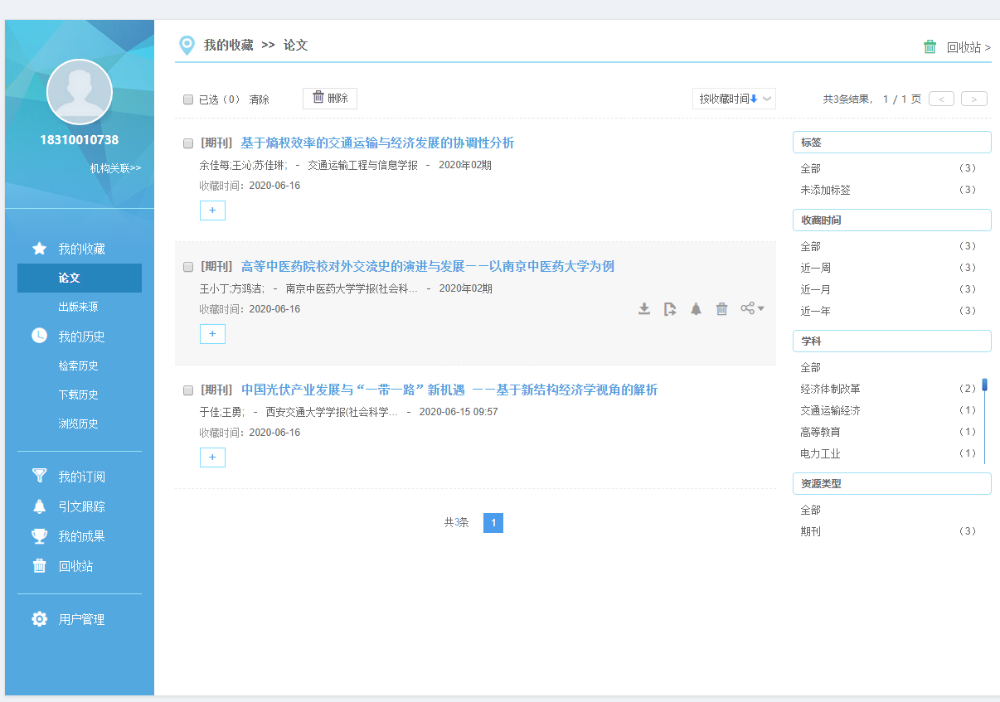 18310010738
机构关联>>
我的收藏
论文
出版来源
我的历史
检索历史
下载历史
浏览历史
我的订阅
引文跟踪
我的成果
回收站
用户管理
我的收藏 >> 论文
回收站 >
已选（0） 清除 删除 按收藏时间 共3条结果， 1 / 1 页 < >
[期刊] 基于熵权效率的交通运输与经济发展的协调性分析
余佳每;王沁;苏佳琳; - 交通运输工程与信息学报 - 2020年02期
收藏时间：2020-06-16
+
[期刊] 高等中医药院校对外交流史的演进与发展——以南京中医药大学为例
王小丁;方鸿洁; - 南京中医药大学学报(社会科... - 2020年02期
收藏时间：2020-06-16
+
[期刊] 中国光伏产业发展与“一带一路”新机遇 ——基于新结构经济学视角的解析
于佳;王勇; - 西安交通大学学报(社会科学... - 2020-06-15 09:57
收藏时间：2020-06-16
+
共3条 1
标签
全部 （3）
未添加标签 （3）
收藏时间
全部 （3）
近一周 （3）
近一月 （3）
近一年 （3）
学科
全部
经济体制改革 （2）
交通运输经济 （1）
高等教育 （1）
电力工业 （1）
资源类型
全部
期刊 （3）